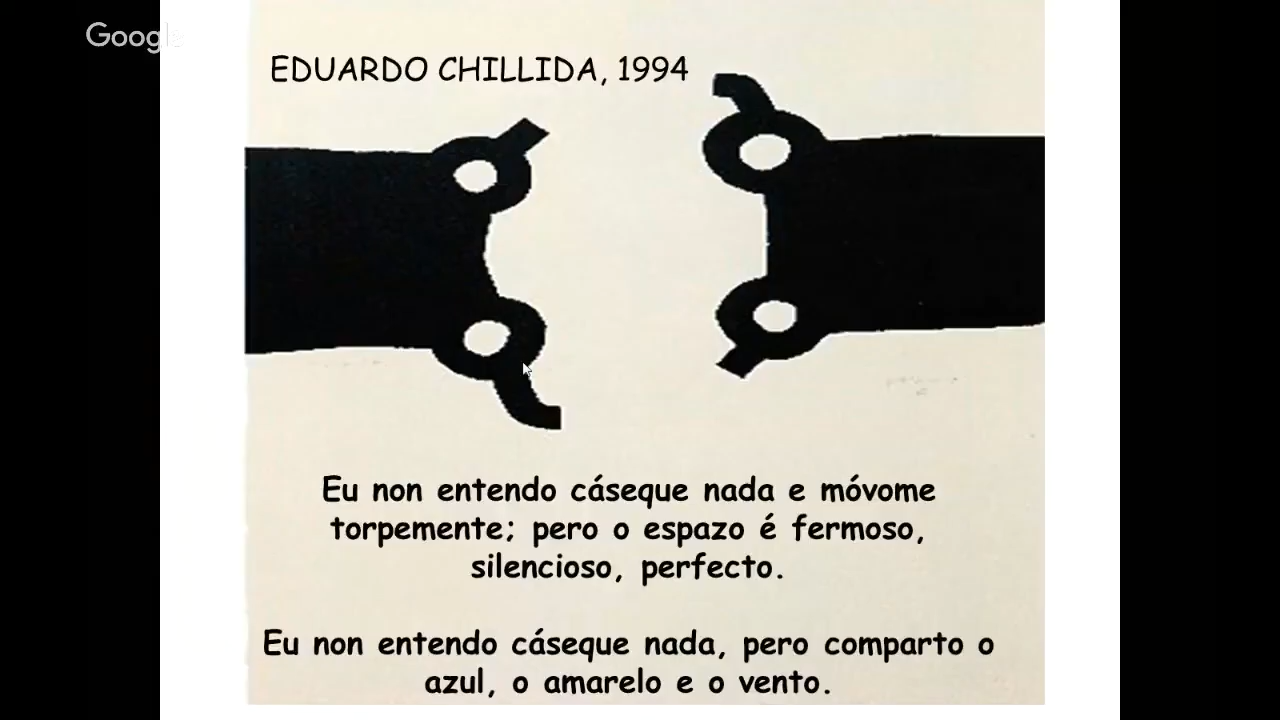 Google
EDUARDO CHILLIDA, 1994
Eu non entendo cáseque nada e móvome
torpemente; pero o espazo é fermoso,
silencioso, perfecto.
Eu non entendo cáseque nada, pero comparto o
azul, o amarelo e o vento.